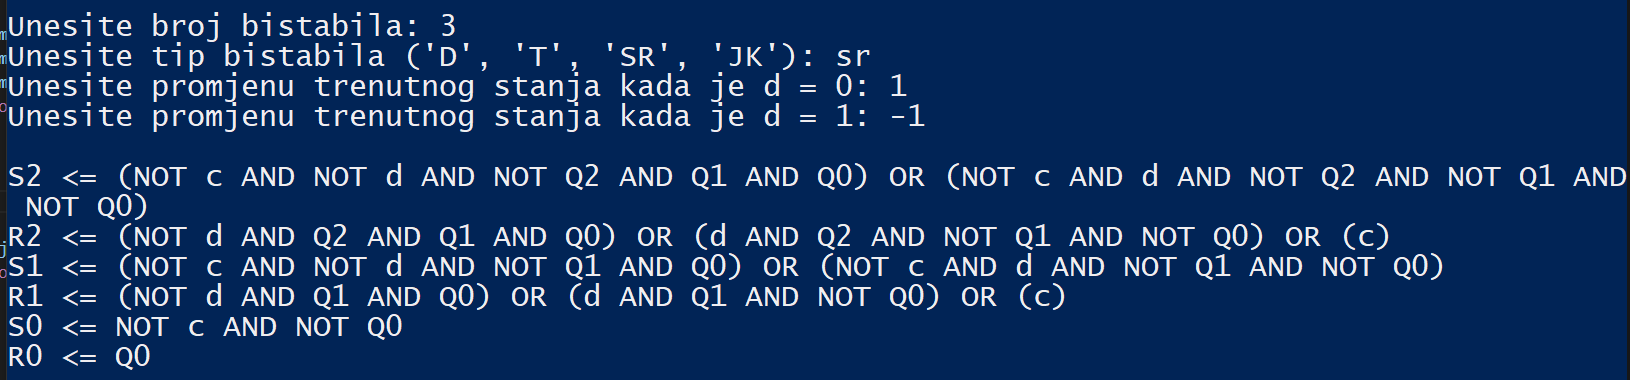 Unesite broj bistabila: 3
Unesite tip bistabila ('D', 'T', 'SR', 'JK'): sr
Unesite promjenu trenutnog stanja kada je d = 0: 1
Unesite promjenu trenutnog stanja kada je d = 1: -1
S2 <= (NOT c AND NOT d AND NOT Q2 AND Q1 AND Q0) OR (NOT c AND d AND NOT Q2 AND NOT Q1 AND
NOT Q0)
R2 <= (NOT d AND Q2 AND Q1 AND Q0) OR (d AND Q2 AND NOT Q1 AND NOT Q0) OR (c)
S1 <= (NOT c AND NOT d AND NOT Q1 AND Q0) OR (NOT c AND d AND NOT Q1 AND NOT Q0)
R1 <= (NOT d AND Q1 AND Q0) OR (d AND Q1 AND NOT Q0) OR (c)
S0 <= NOT c AND NOT Q0
R0 <= Q0